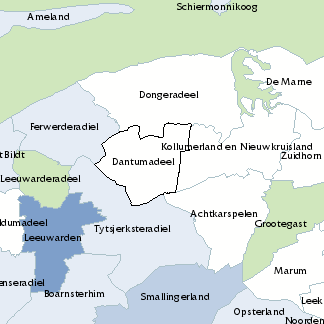 Schiermonnikoog
Ameland
De Marne
Dongeradeel
Ferwerderadiel
Kollumerland en Nieuwkruisland
t Bildt
Dantumadeel
Zuidhorn
Leeuwarderadeel
Achtkarspelen
ldumadeel
Grootegast
Tytsjerksteradiel
Leeuwarden
Marum
enseradiel
Boarnsterhim
Smallingerland
Leek
Opsterland
Noorden